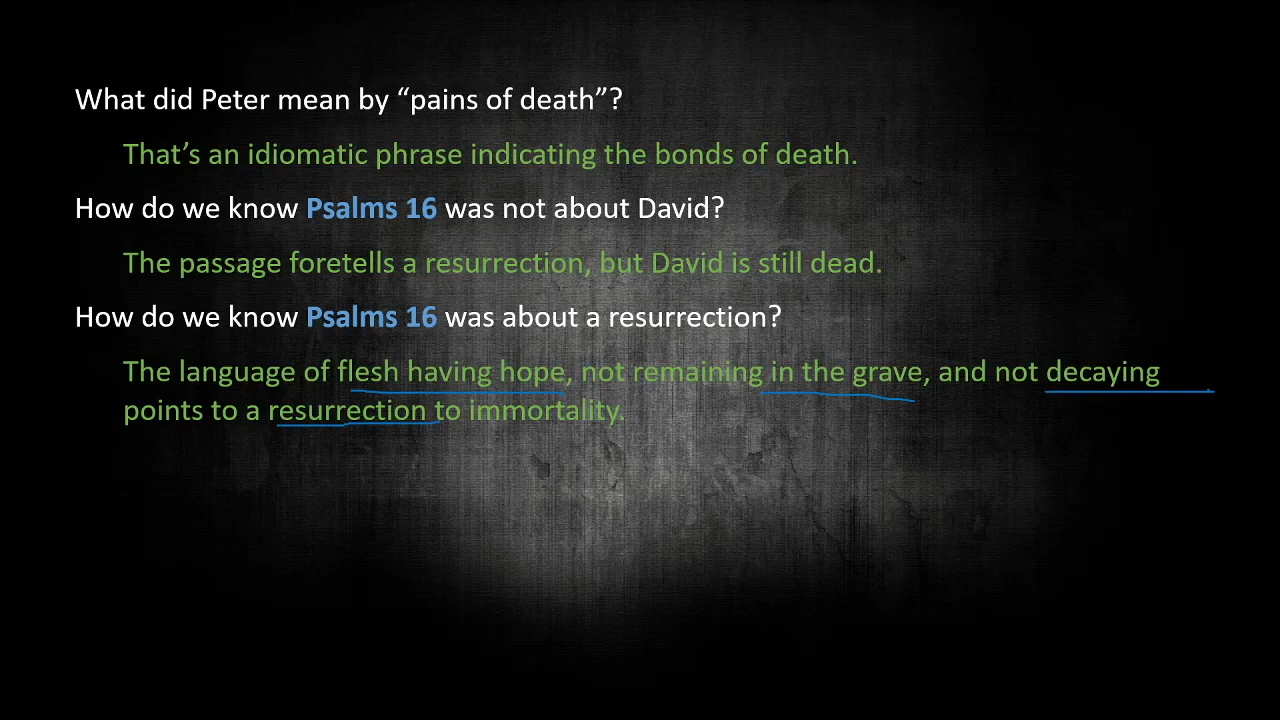 What did Peter mean by “pains of death”?
That’s an idiomatic phrase indicating the bonds of death.
How do we know Psalms 16 was not about David?
The passage foretells a resurrection, but David is still dead.
How do we know Psalms 16 was about a resurrection?
The language of flesh having hope, not remaining in the grave, and not decaying
points to a resurrection to immortality.